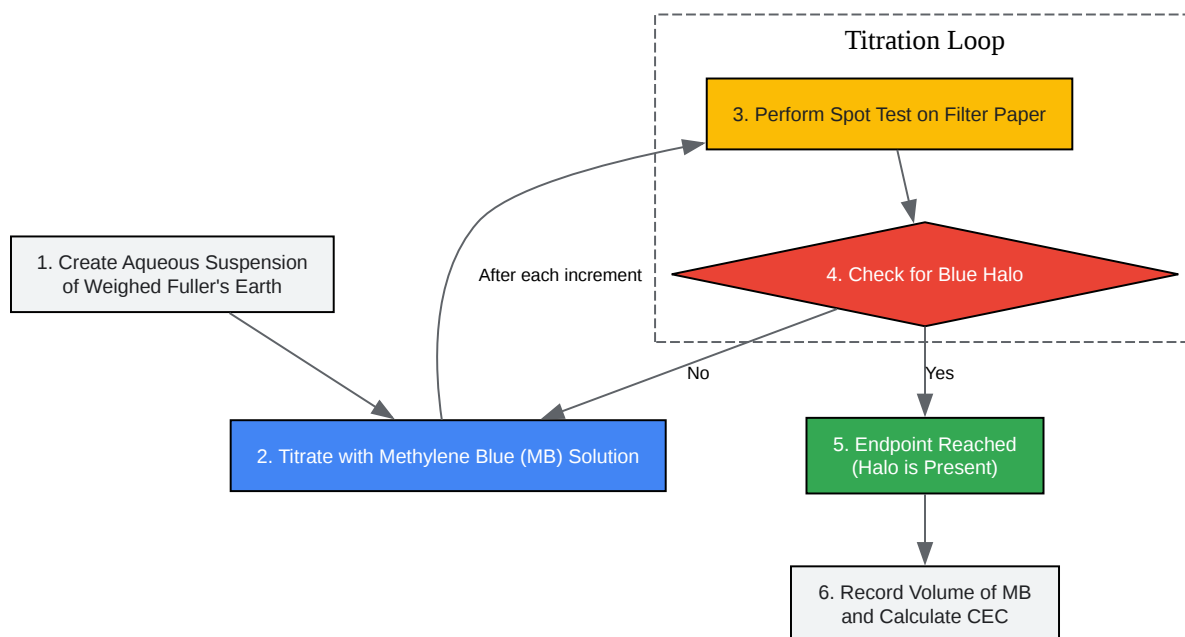 Titration Loop
3. Perform Spot Test on Filter Paper
1. Create Aqueous Suspension
of Weighed Fuller's Earth
After each increment
4. Check for Blue Halo
No
Yes
2. Titrate with Methylene Blue (MB) Solution
5. Endpoint Reached
(Halo is Present)
6. Record Volume of MB
and Calculate CEC